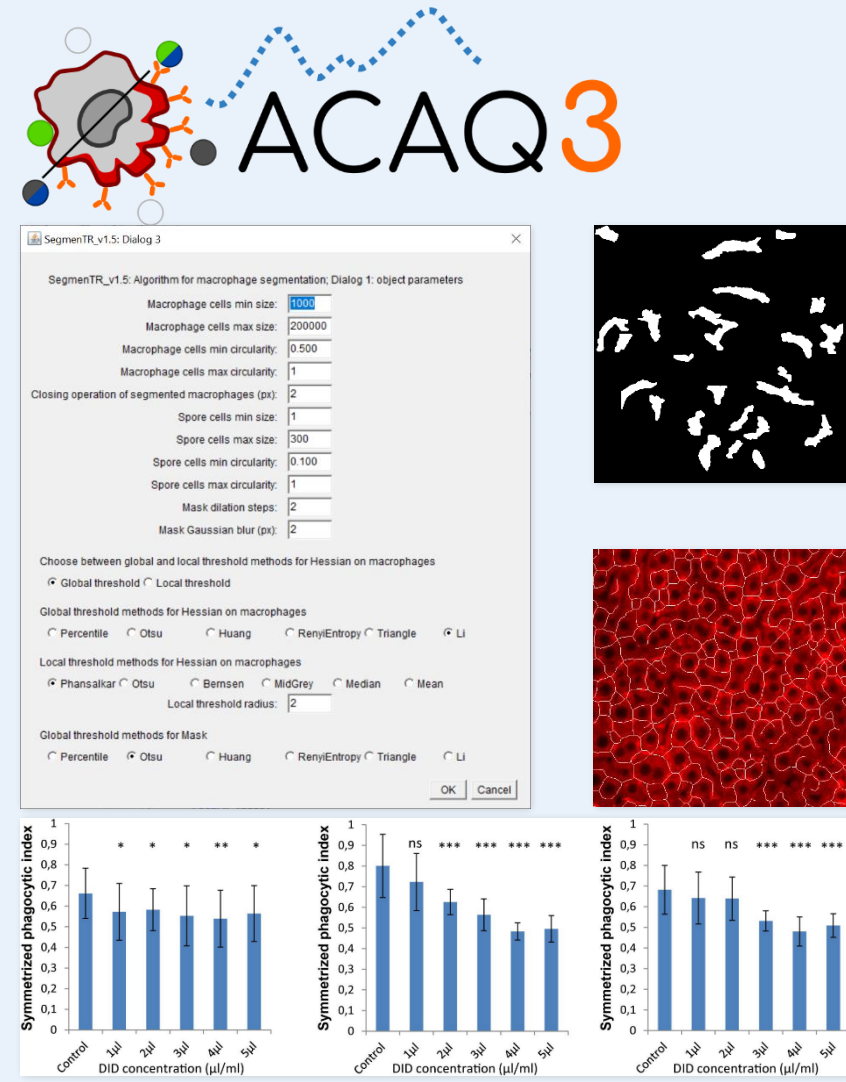 ACAQ3
SegmenTR_v1.5: Dialog 3
SegmenTR_v1.5: Algorithm for macrophage segmentation; Dialog 1: object parameters
Macrophage cells min size: 1000
Macrophage cells max size: 200000
Macrophage cells min circularity: 0.500
Macrophage cells max circularity: 1
Closing operation of segmented macrophages (px): 2
Spore cells min size: 1
Spore cells max size: 300
Spore cells min circularity: 0.100
Spore cells max circularity: 1
Mask dilation steps: 2
Mask Gaussian blur (px): 2
Choose between global and local threshold methods for Hessian on macrophages
Global threshold Local threshold
Global threshold methods for Hessian on macrophages
Percentile Otsu Huang RenyiEntropy Triangle Li
Local threshold methods for Hessian on macrophages
Phansalkar Otsu Bernsen MidGrey Median Mean
Local threshold radius: 2
Global threshold methods for Mask
Percentile Otsu Huang RenyiEntropy Triangle Li
OK Cancel
Symmetrized phagocytic index
1
0,9
0,8
0,7
0,6
0,5
0,4
0,3
0,2
0,1
0
* * * ** *
Control 1µl 2µl 3µl 4µl 5µl
DID concentration (µl/ml)
Symmetrized phagocytic index
1
0,9
0,8
0,7
0,6
0,5
0,4
0,3
0,2
0,1
0
ns *** *** *** ***
Control 1µl 2µl 3µl 4µl 5µl
DID concentration (µl/ml)
Symmetrized phagocytic index
1
0,9
0,8
0,7
0,6
0,5
0,4
0,3
0,2
0,1
0
ns ns *** *** ***
Control 1µl 2µl 3µl 4µl 5µl
DID concentration (µl/ml)